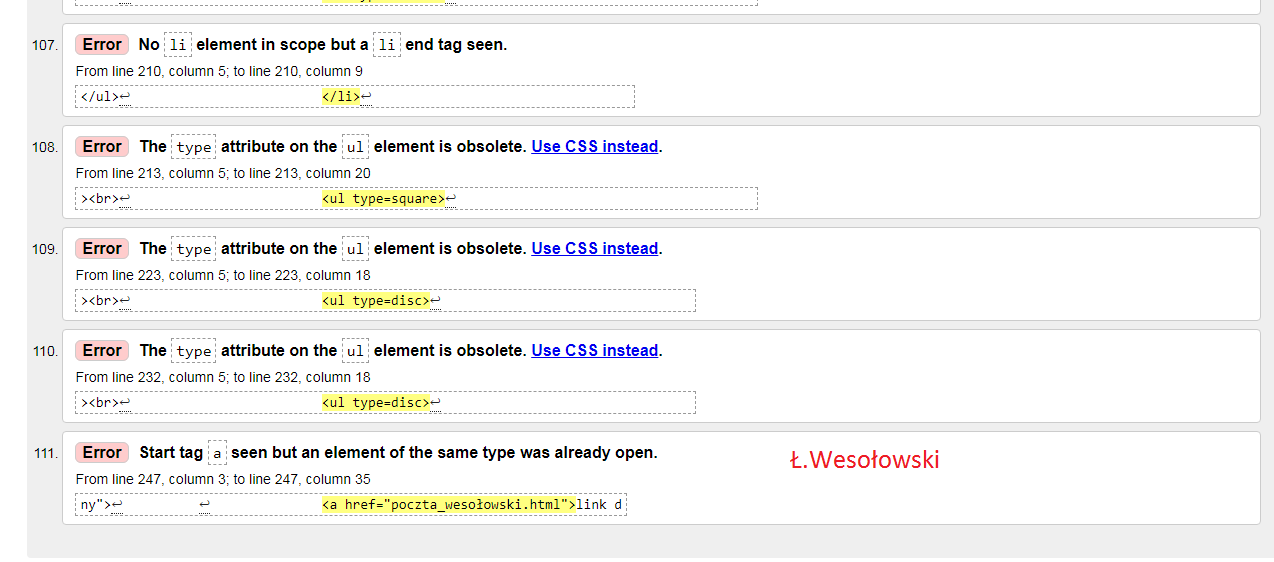 107. Error No li element in scope but a li end tag seen.
From line 210, column 5; to line 210, column 9
</ul>↩ </li>↩
108. Error The type attribute on the ul element is obsolete. Use CSS instead.
From line 213, column 5; to line 213, column 20
><br>↩ <ul type=square>↩
109. Error The type attribute on the ul element is obsolete. Use CSS instead.
From line 223, column 5; to line 223, column 18
><br>↩ <ul type=disc>↩
110. Error The type attribute on the ul element is obsolete. Use CSS instead.
From line 232, column 5; to line 232, column 18
><br>↩ <ul type=disc>↩
111. Error Start tag a seen but an element of the same type was already open.
Ł.Wesołowski
From line 247, column 3; to line 247, column 35
ny">↩ ↩ <a href="poczta_wesołowski.html">link d